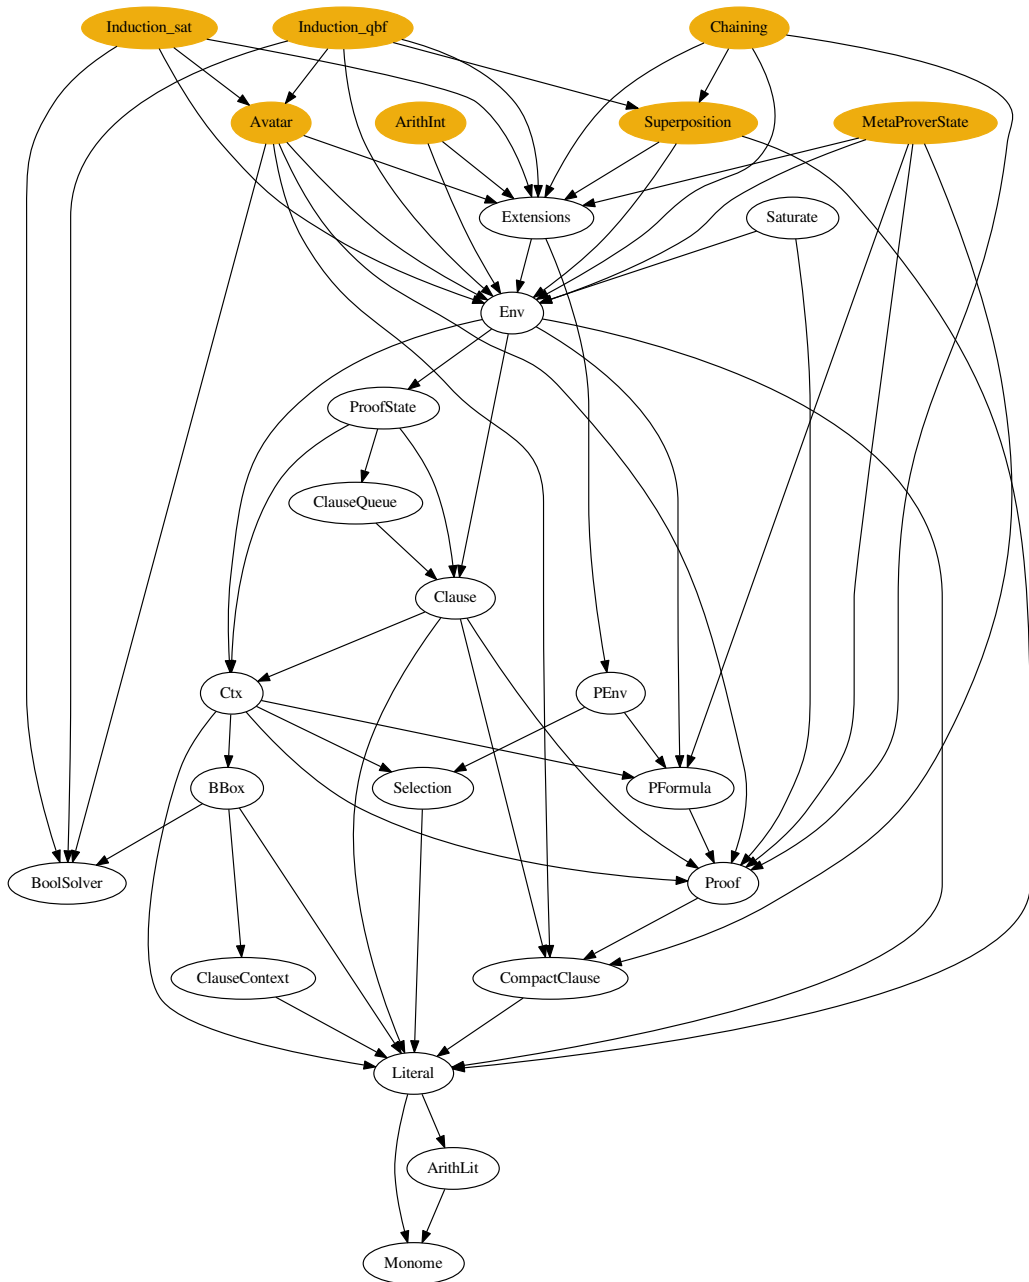 Induction_sat
Induction_qbf
Chaining
Avatar
ArithInt
Superposition
MetaProverState
Extensions
Saturate
Env
ProofState
ClauseQueue
Clause
Ctx
PEnv
BBox
Selection
PFormula
BoolSolver
Proof
ClauseContext
CompactClause
Literal
ArithLit
Monome